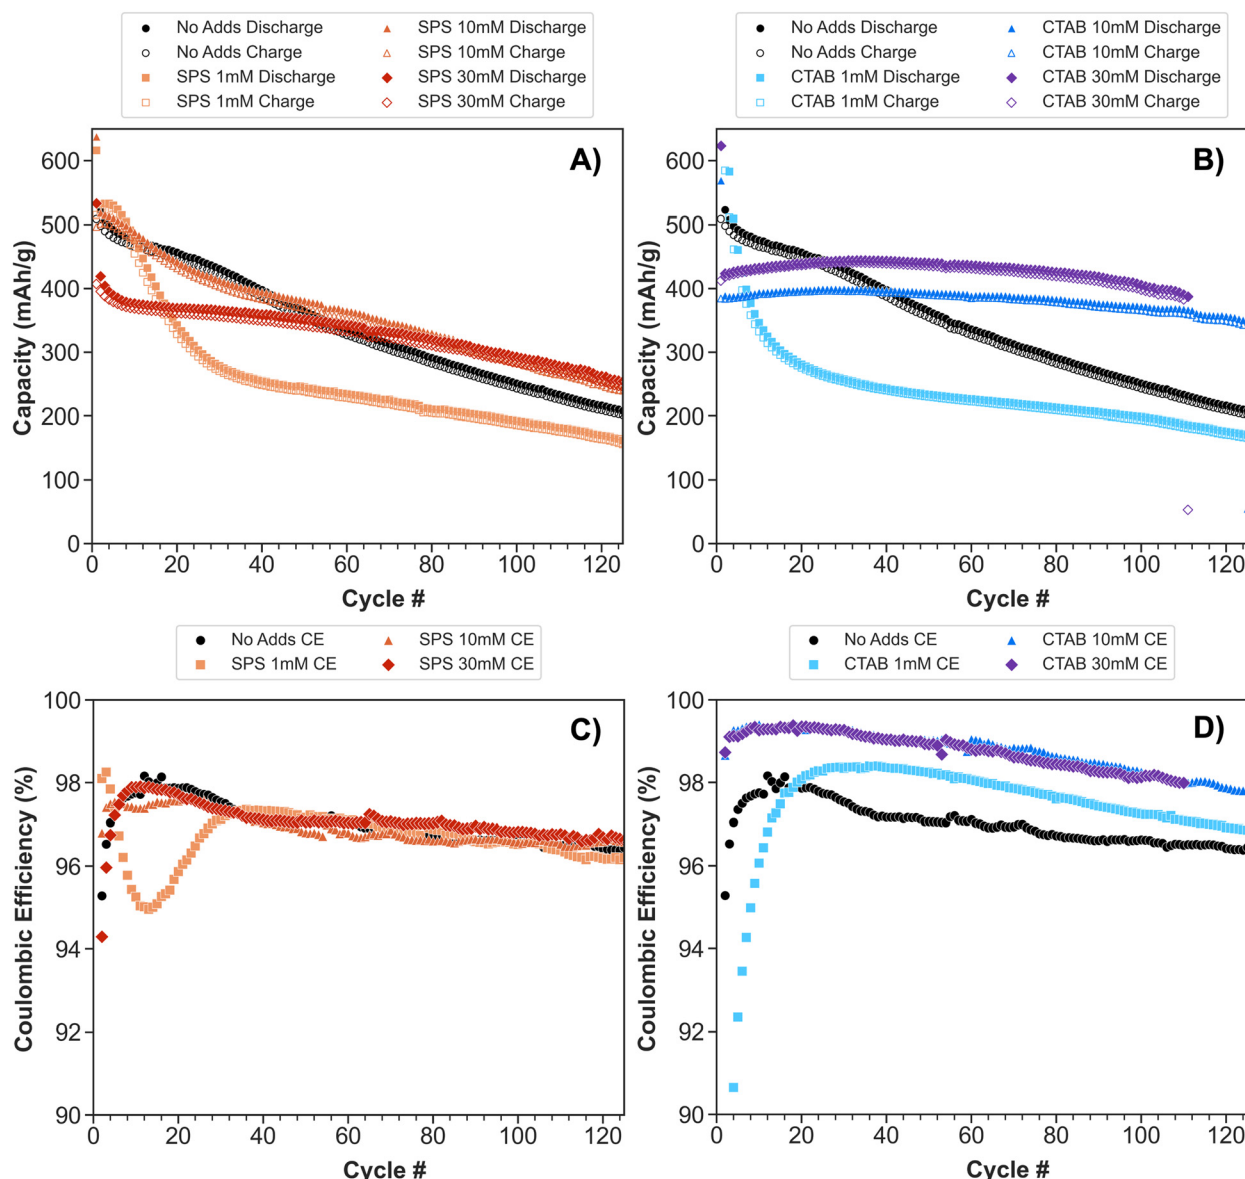 No Adds Discharge SPS 10mM Discharge
No Adds Charge SPS 10mM Charge
SPS 1mM Discharge SPS 30mM Discharge
SPS 1mM Charge SPS 30mM Charge
A)
600
500
400
300
200
100
0
Capacity (mAh/g)
0 20 40 60 80 100 120
Cycle #
No Adds Discharge CTAB 10mM Discharge
No Adds Charge CTAB 10mM Charge
CTAB 1mM Discharge CTAB 30mM Discharge
CTAB 1mM Charge CTAB 30mM Charge
B)
600
500
400
300
200
100
0
Capacity (mAh/g)
0 20 40 60 80 100 120
Cycle #
No Adds CE SPS 10mM CE
SPS 1mM CE SPS 30mM CE
C)
100
98
96
94
92
90
Coulombic Efficiency (%)
0 20 40 60 80 100 120
Cycle #
No Adds CE CTAB 10mM CE
CTAB 1mM CE CTAB 30mM CE
D)
100
98
96
94
92
90
Coulombic Efficiency (%)
0 20 40 60 80 100 120
Cycle #